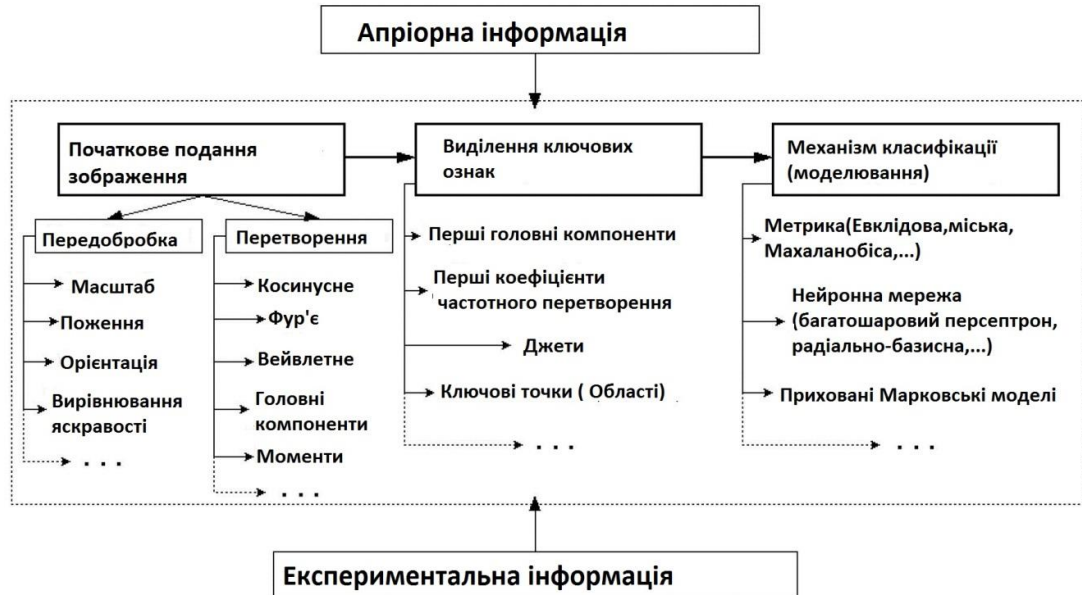 Апріорна інформація
Початкове подання
зображення
Виділення ключових
ознак
Механізм класифікації
(моделювання)
Передобробка
Масштаб
Поження
Орієнтація
Вирівнювання
яскравості
. . .
Перетворення
Косинусне
Фур'є
Вейвлетне
Головні
компоненти
Моменти
. . .
Перші головні компоненти
Перші коефіцієнти
частотного перетворення
Джети
Ключові точки ( Області)
. . .
Метрика(Евклідова,міська,
Махаланобіса,...)
Нейронна мережа
(багатошаровий персептрон,
радіально-базисна,...)
Приховані Марковські моделі
. . .
Експериментальна інформація